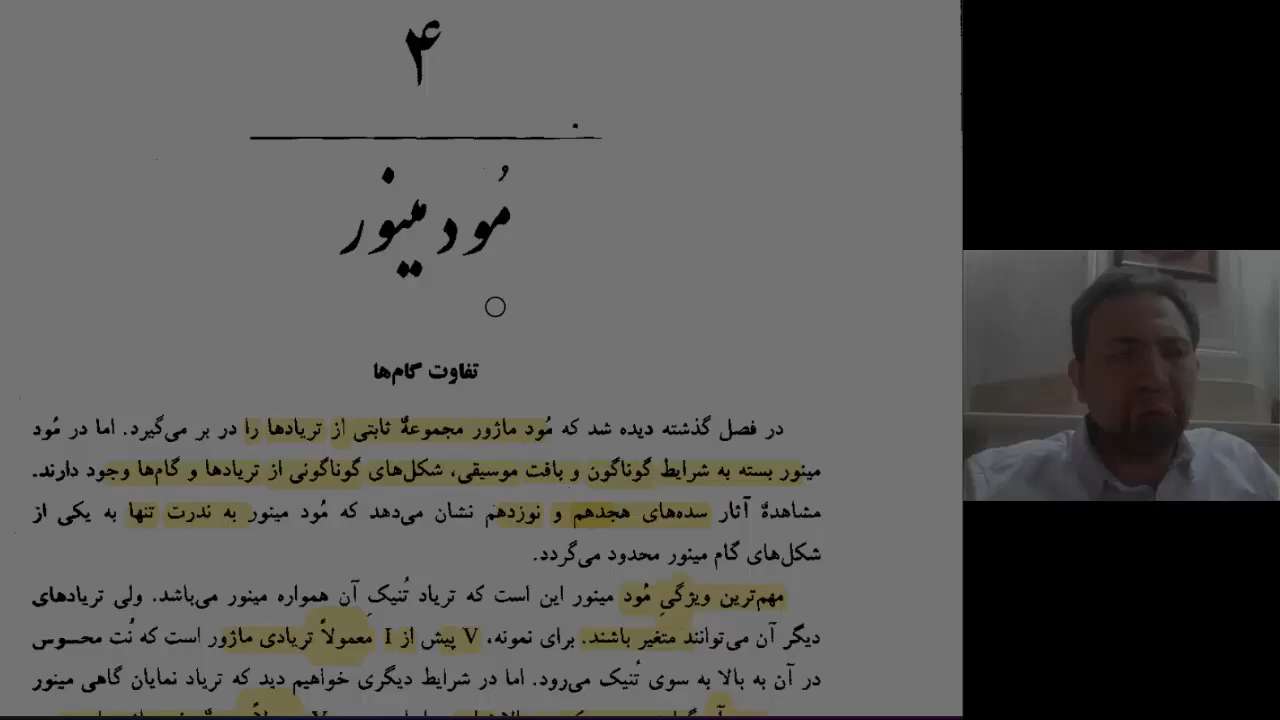 ۴
مُود مینور
تفاوت گام‌ها
در فصل گذشته دیده شد که مُود ماژور مجموعهٔ ثابتی از تریادها را در بر می‌گیرد. اما در مُود
مینور بسته به شرایط گوناگون و بافت موسیقی، شکل‌های گوناگونی از تریادها و گام‌ها وجود دارند.
مشاهدهٔ آثار سده‌های هجدهم و نوزدهم نشان می‌دهد که مُود مینور به ندرت تنها به یکی از
شکل‌های گام مینور محدود می‌گردد.
مهم‌ترین ویژگیِ مُود مینور این است که تریاد تُنیکِ آن همواره مینور می‌باشد. ولی تریادهای
دیگر آن می‌توانند متغیر باشند. برای نمونه، V پیش از I معمولاً تریادی ماژور است که نُت محسوس
در آن به بالا به سوی تُنیک می‌رود. اما در شرایط دیگری خواهیم دید که تریاد نمایان گاهی مینور